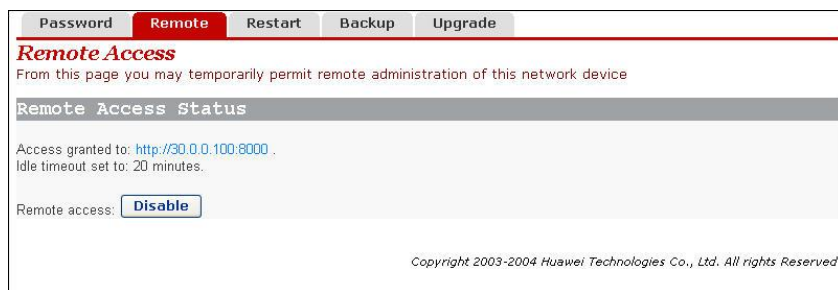 Password Remote Restart Backup Upgrade
Remote Access
From this page you may temporarily permit remote administration of this network device
Remote Access Status
Access granted to: http://30.0.0.100:8000 .
Idle timeout set to: 20 minutes.
Remote access: Disable
Copyright 2003-2004 Huawei Technologies Co., Ltd. All rights Reserved